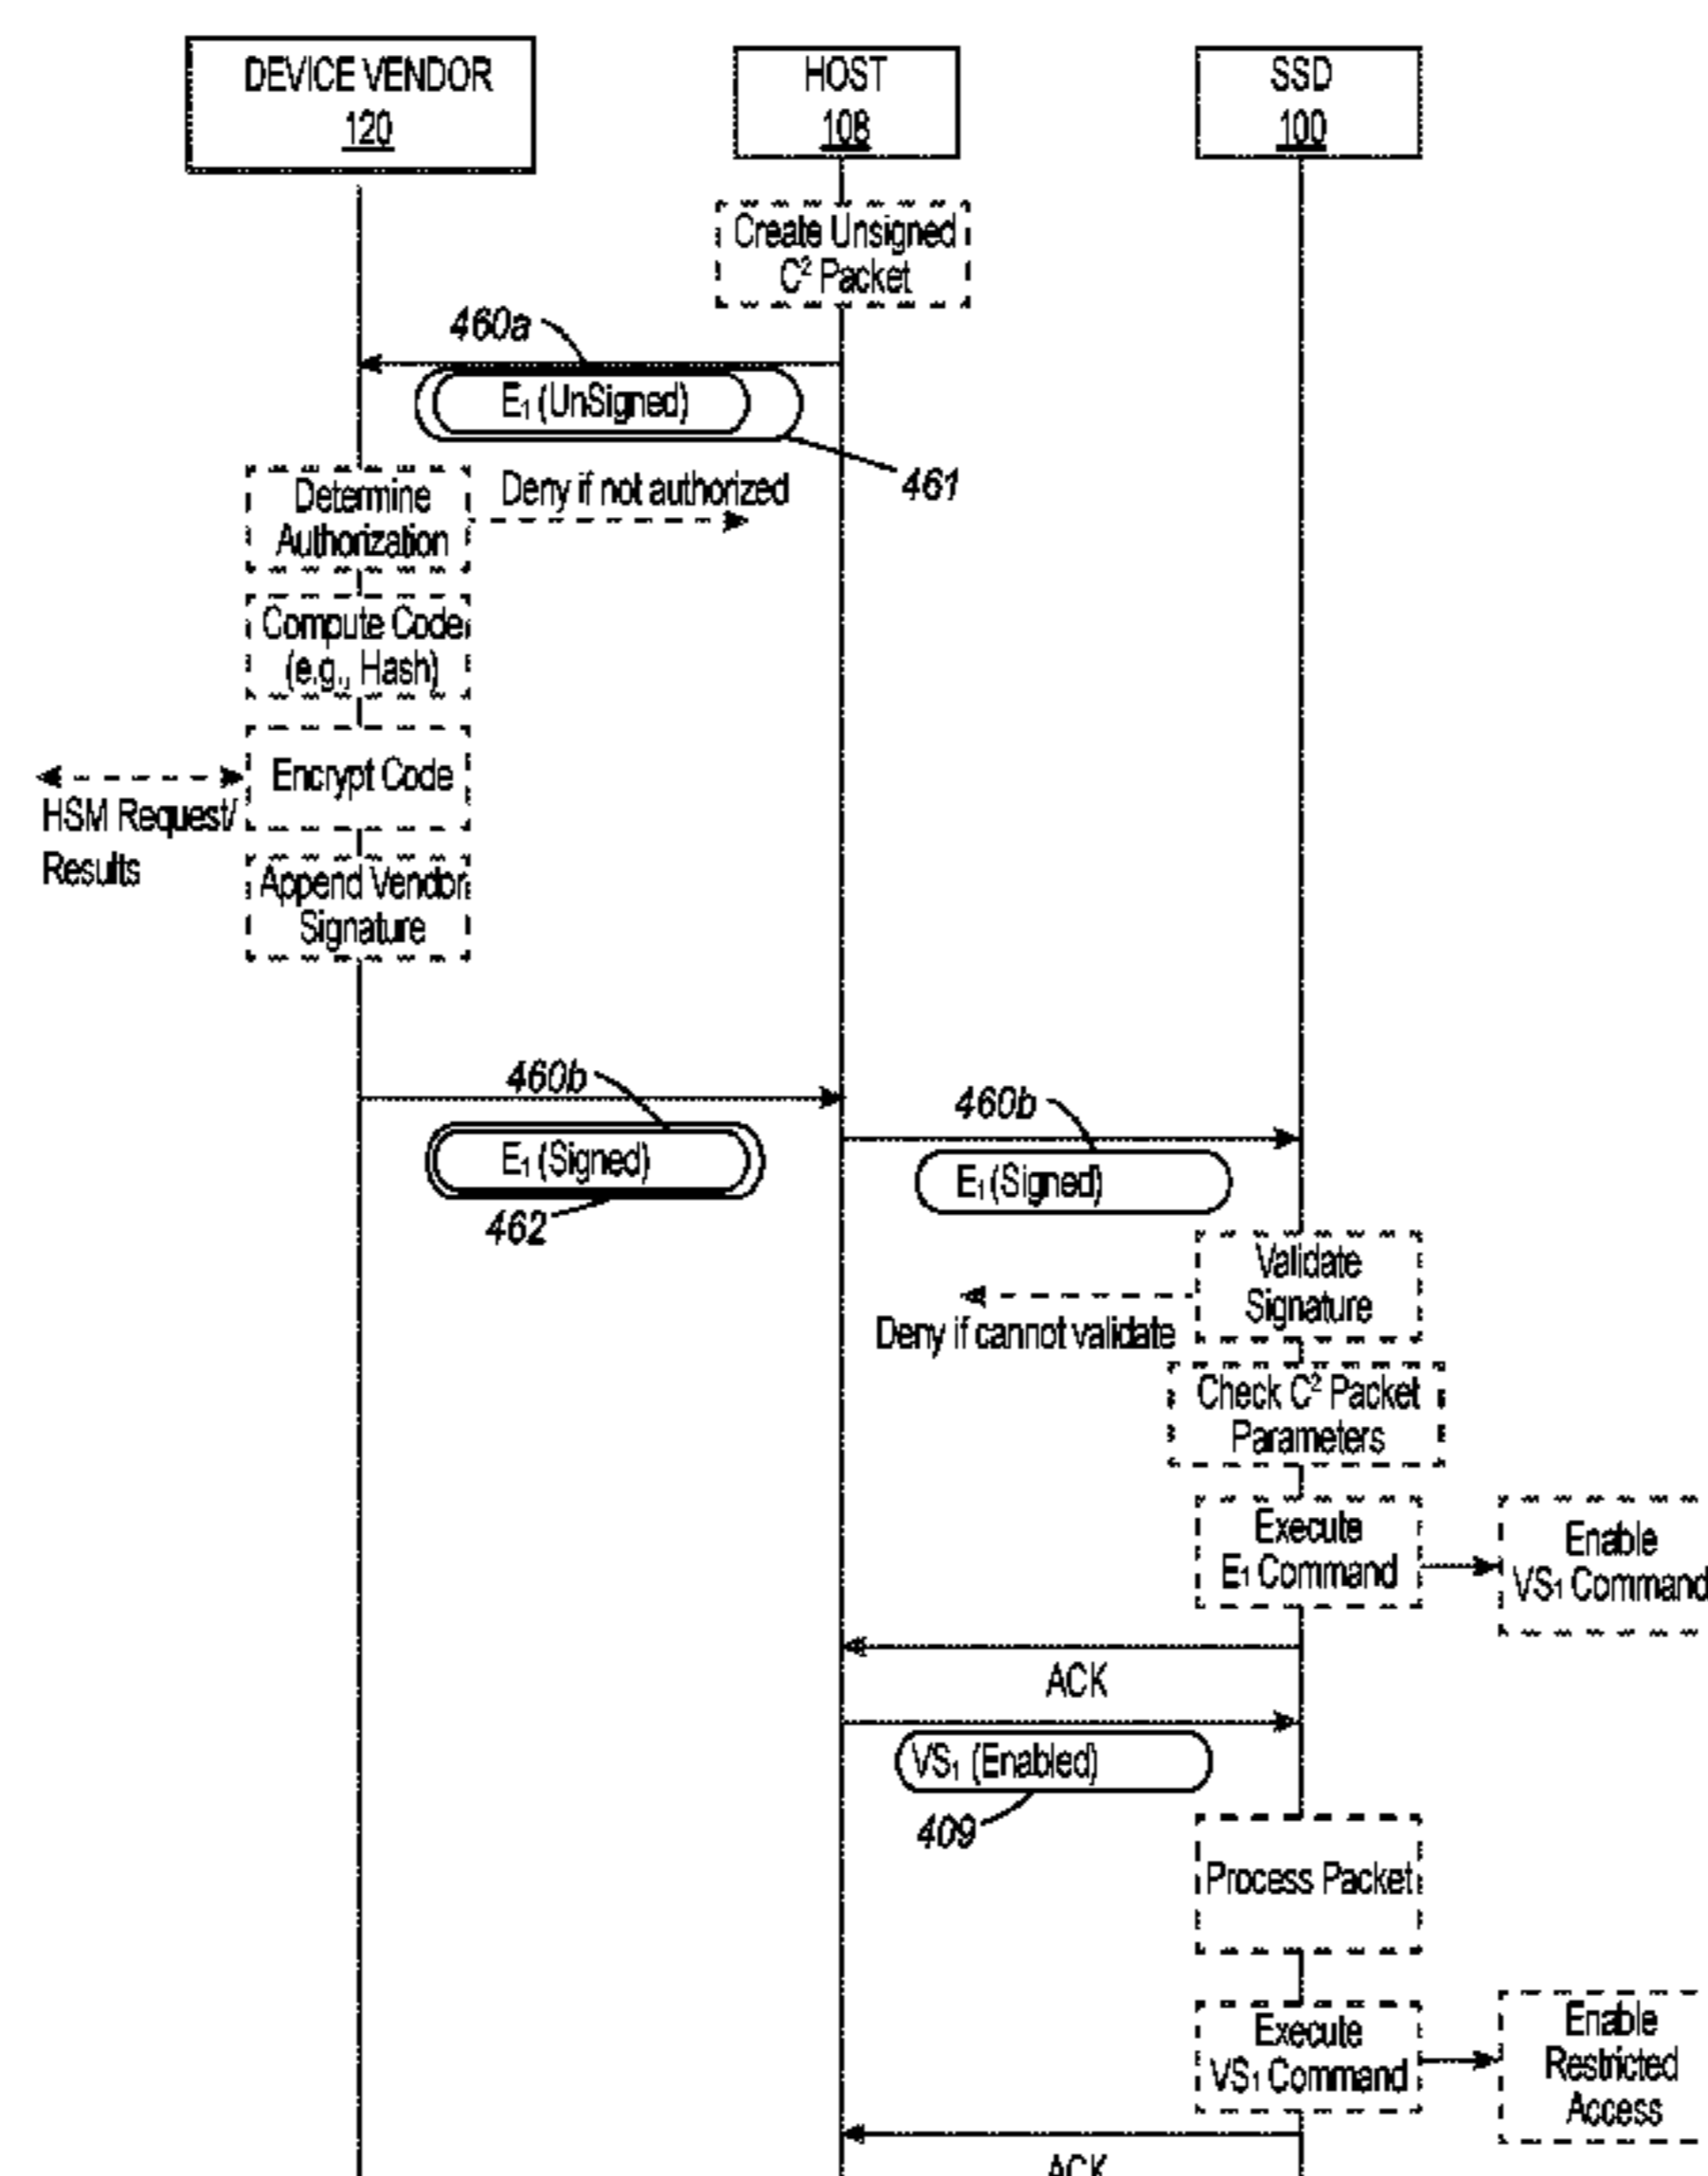 DEVICE VENDOR
120
HOST
108
SSD
100
Create Unsigned
C² Packet
460a
E₁ (UnSigned)
461
Determine
Authorization
Deny if not authorized
Compute Code
(e.g., Hash)
Encrypt Code
HSM Request/
Results
Append Vendor
Signature
460b
E₁ (Signed)
462
460b
E₁ (Signed)
Validate
Signature
Deny if cannot validate
Check C² Packet
Parameters
Execute
E₁ Command
Enable
VS₁ Command
ACK
VS₁ (Enabled)
409
Process Packet
Execute
VS₁ Command
Enable
Restricted
Access
ACK